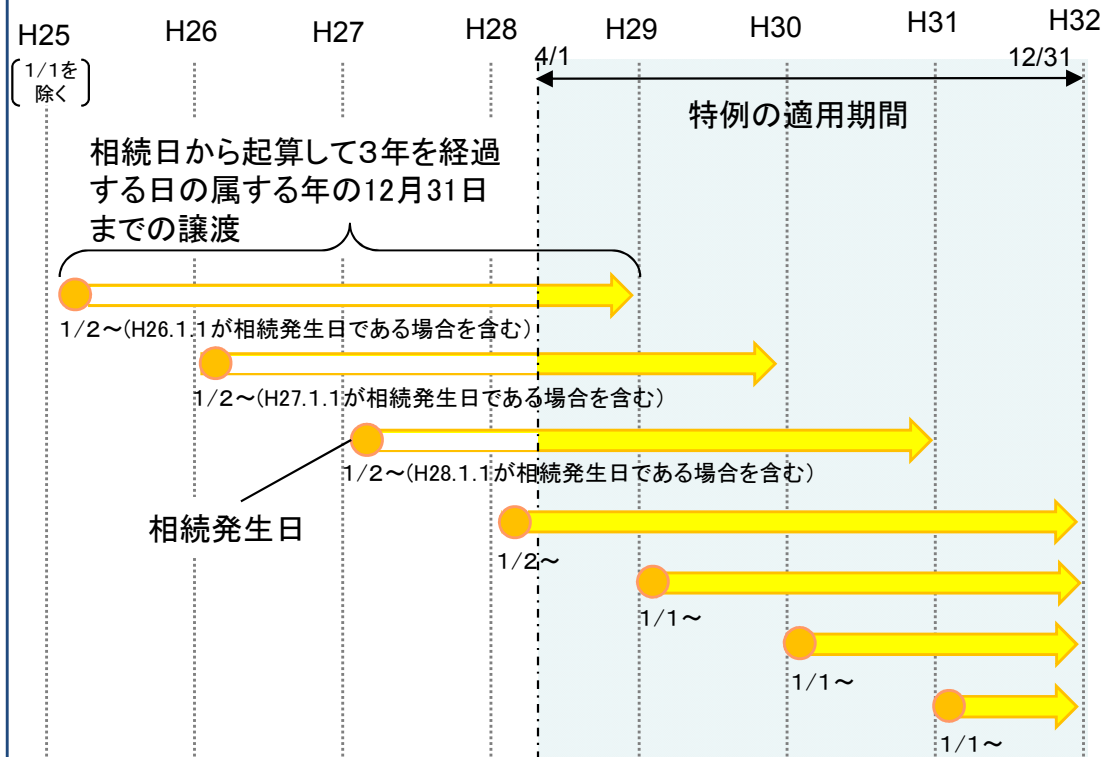 H25
H26
H27
H28
H29
H30
H31
H32
(1/1を
除く)
4/1
12/31
特例の適用期間
相続日から起算して3年を経過
する日の属する年の12月31日
までの譲渡
1/2～(H26.1.1が相続発生日である場合を含む)
1/2～(H27.1.1が相続発生日である場合を含む)
1/2～(H28.1.1が相続発生日である場合を含む)
相続発生日
1/2～
1/1～
1/1～
1/1～